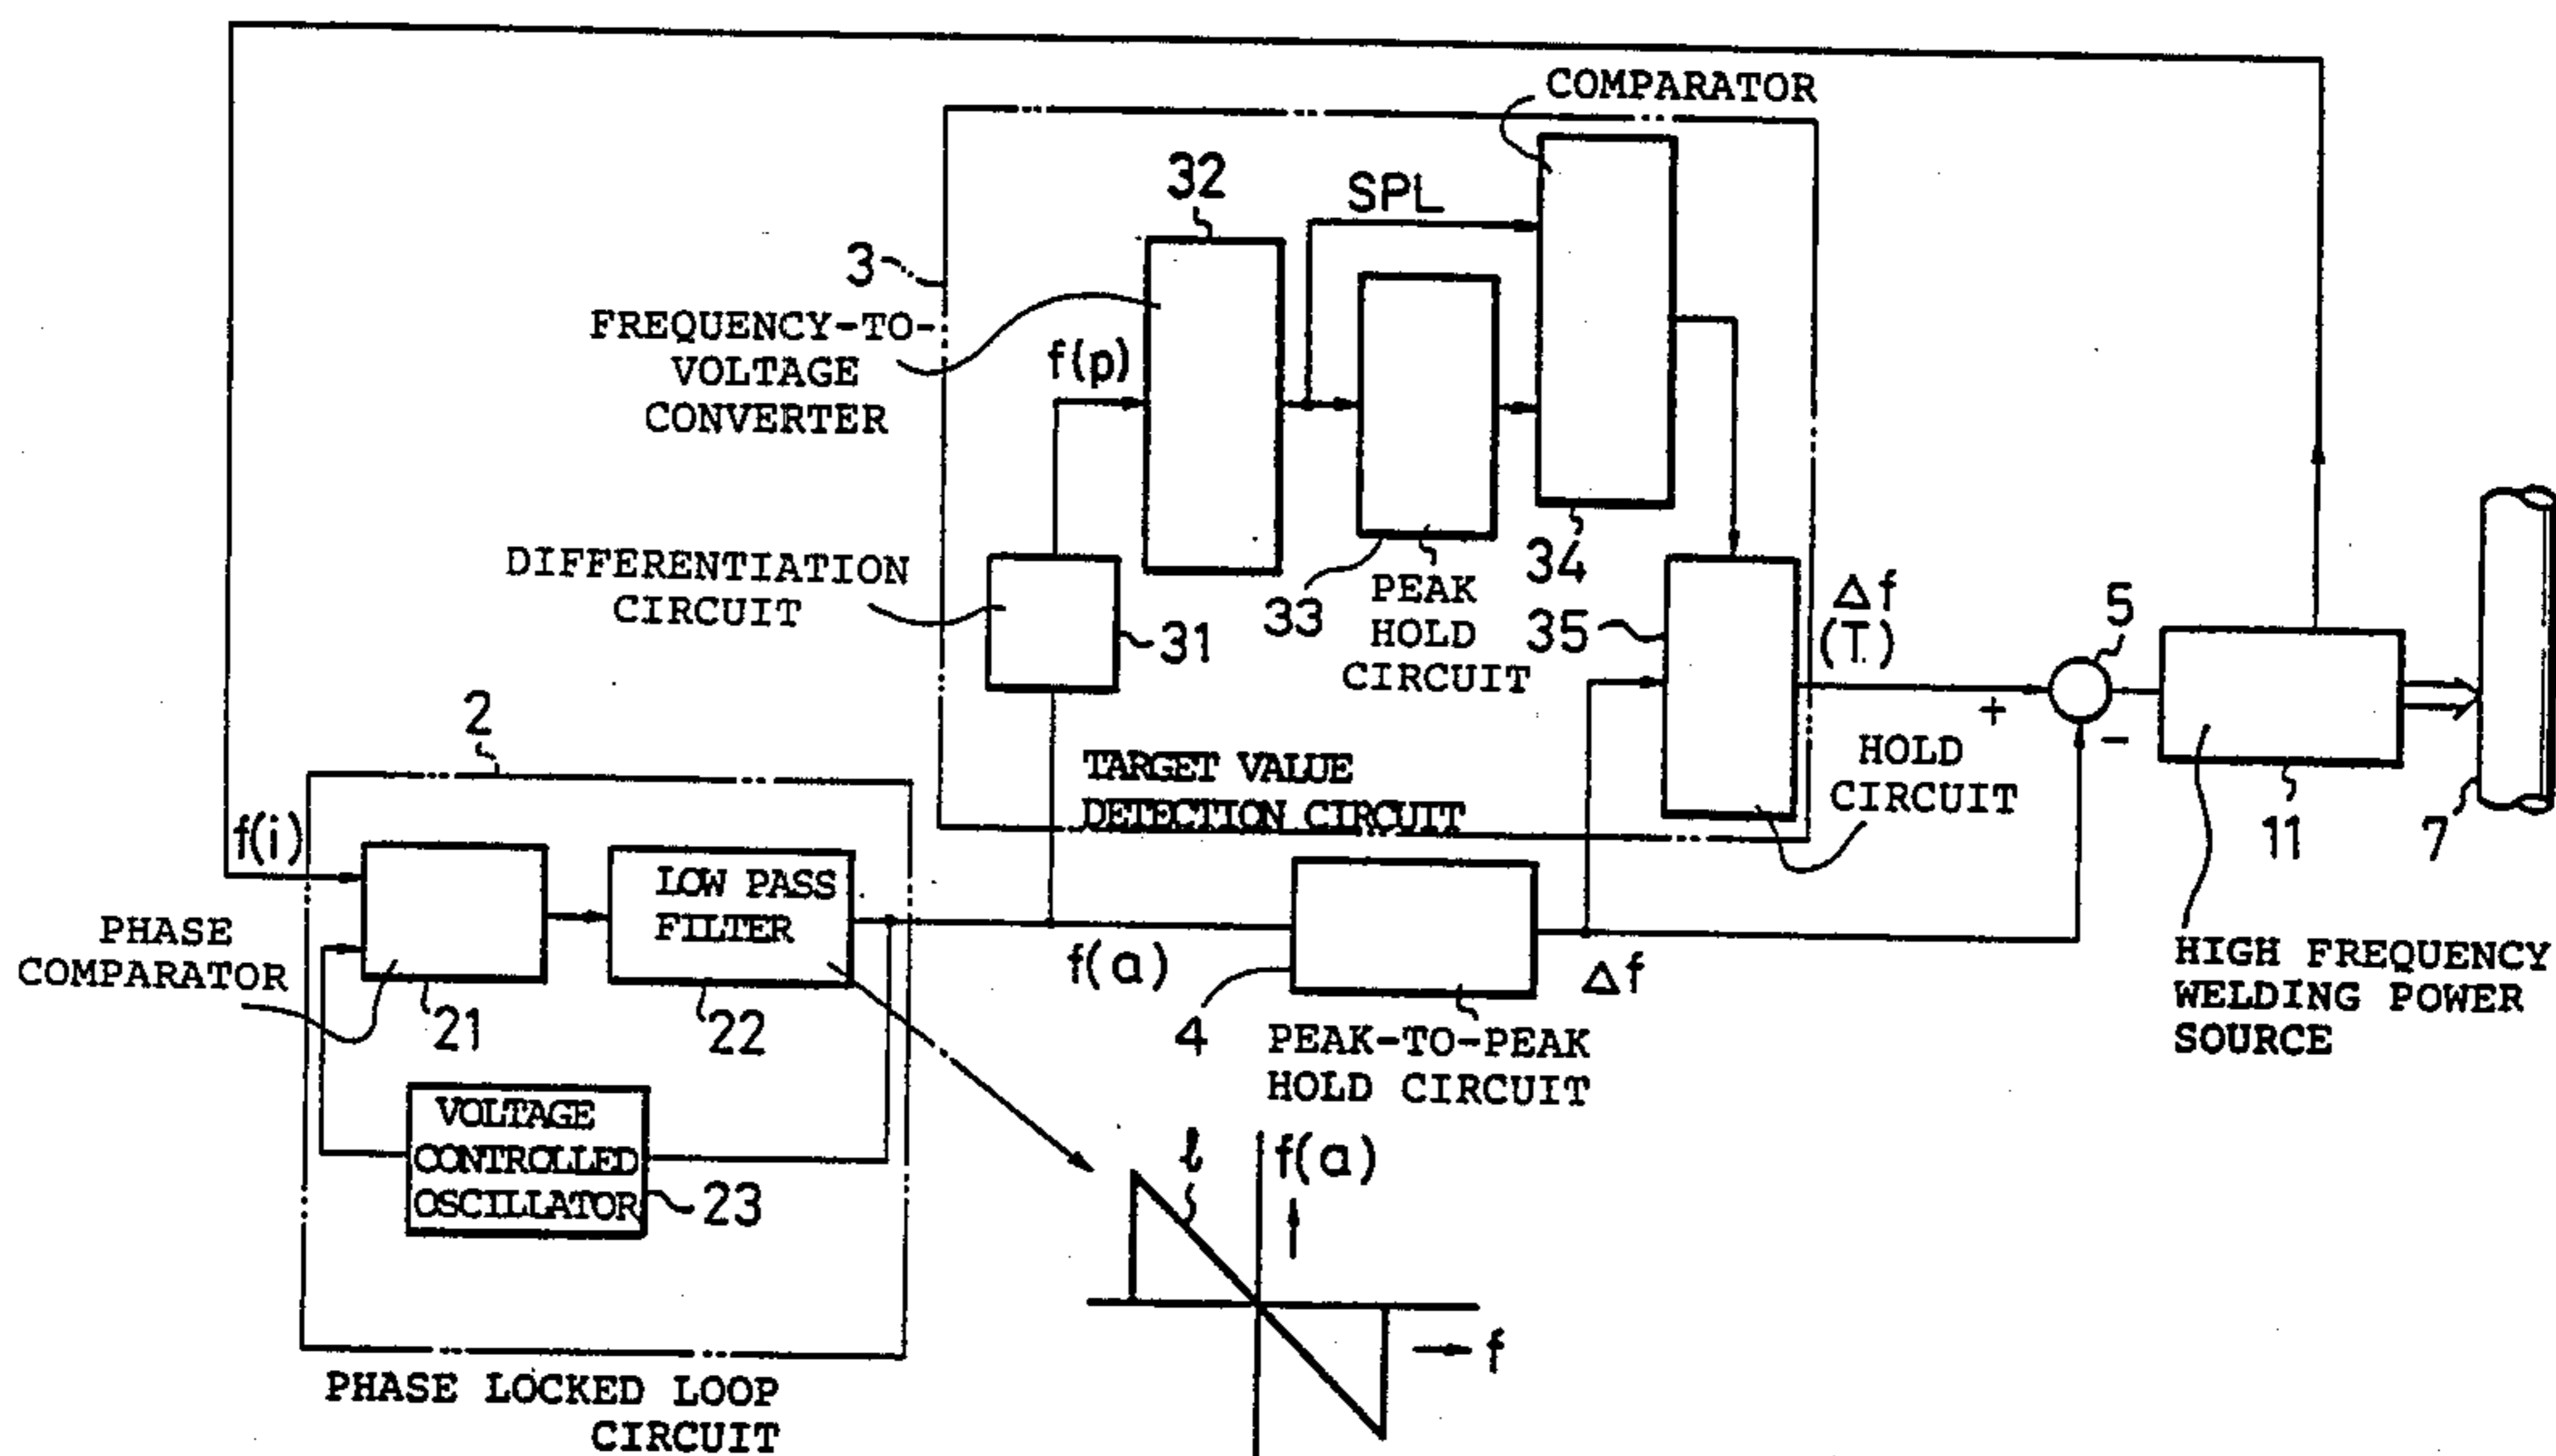 COMPARATOR
32
SPL
3
FREQUENCY-TO-
VOLTAGE
CONVERTER
f(p)
DIFFERENTIATION
CIRCUIT
31
33
PEAK
HOLD
CIRCUIT
34
35
Δf
(T)
5
+
-
TARGET VALUE
DETECTION CIRCUIT
HOLD
CIRCUIT
11
7
2
f(i)
PHASE
COMPARATOR
21
LOW PASS
FILTER
22
f(a)
4
Δf
PEAK-TO-PEAK
HOLD CIRCUIT
HIGH FREQUENCY
WELDING POWER
SOURCE
VOLTAGE
CONTROLLED
OSCILLATOR
23
PHASE LOCKED LOOP
CIRCUIT
ℓ
f(a)
f